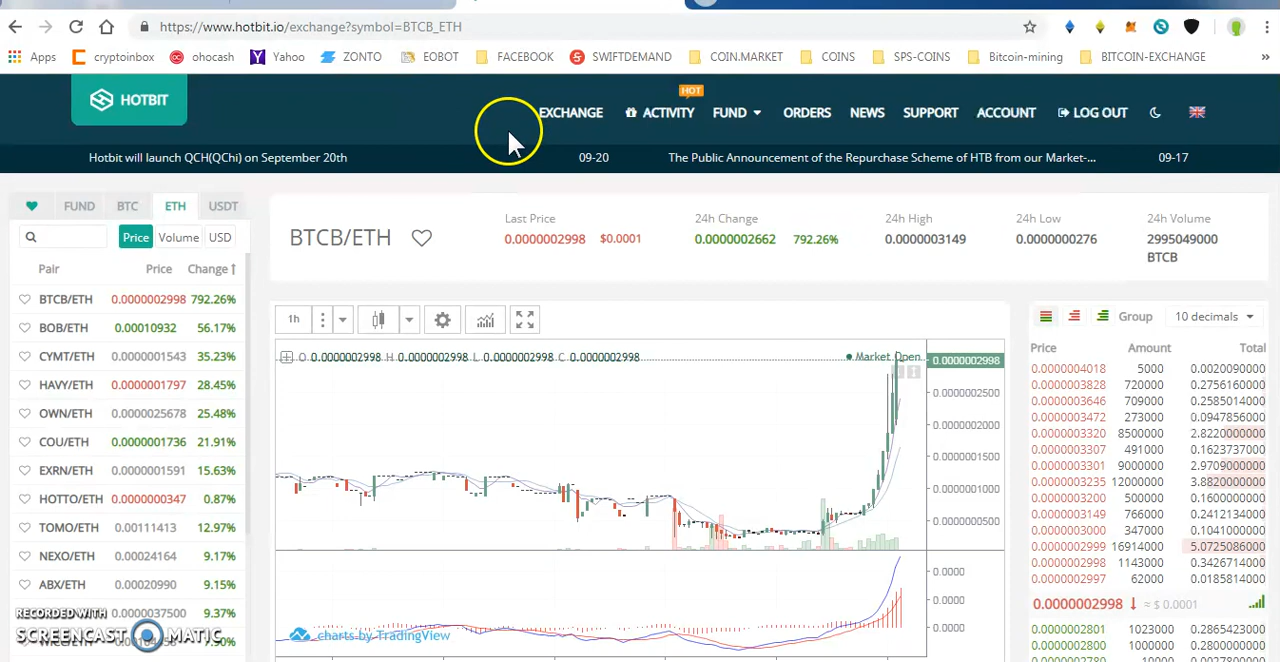 https://www.hotbit.io/exchange?symbol=BTCB_ETH
Apps cryptoinbox ohocash Yahoo ZONTO EOBOT FACEBOOK SWIFTDEMAND COIN.MARKET COINS SPS-COINS Bitcoin-mining BITCOIN-EXCHANGE »
HOTBIT
HOT
EXCHANGE ACTIVITY FUND ORDERS NEWS SUPPORT ACCOUNT LOG OUT
Hotbit will launch QCH(QChi) on September 20th 09-20 The Public Announcement of the Repurchase Scheme of HTB from our Market-... 09-17
FUND BTC ETH USDT
Price Volume USD
Pair Price Change
BTCB/ETH 0.0000002998 792.26%
BOB/ETH 0.00010932 56.17%
CYMT/ETH 0.0000001543 35.23%
HAVY/ETH 0.0000001797 28.45%
OWN/ETH 0.000025678 25.48%
COU/ETH 0.0000001736 21.91%
EXRN/ETH 0.0000001591 15.63%
HOTTO/ETH 0.0000000347 0.87%
TOMO/ETH 0.00111413 12.97%
NEXO/ETH 0.00024164 9.17%
ABX/ETH 0.00020990 9.15%
0.0000037500 9.37%
RECORDED WITH
SCREENCAST MATIC
BTCB/ETH
Last Price 24h Change 24h High 24h Low 24h Volume
0.0000002998 $0.0001 0.0000002662 792.26% 0.0000003149 0.0000000276 2995049000
BTCB
1h
O 0.0000002998 H 0.0000002998 L 0.0000002998 C 0.0000002998
Market Open
0.0000002998
0.0000002500
0.0000002000
0.0000001500
0.0000001000
0.0000000500
0.0000
0.0000
0.0000
charts by TradingView
Group 10 decimals
Price Amount Total
0.0000004018 5000 0.0020090000
0.0000003828 720000 0.2756160000
0.0000003646 709000 0.2585014000
0.0000003472 273000 0.0947856000
0.0000003320 8500000 2.8220000000
0.0000003307 491000 0.1623737000
0.0000003301 9000000 2.9709000000
0.0000003235 12000000 3.8820000000
0.0000003200 500000 0.1600000000
0.0000003149 766000 0.2412134000
0.0000003000 347000 0.1041000000
0.0000002999 16914000 5.0725086000
0.0000002998 1143000 0.3426714000
0.0000002997 62000 0.0185814000
0.0000002998 ≈ $ 0.0001
0.0000002801 1023000 0.2865423000
0.0000002800 1000000 0.2800000000